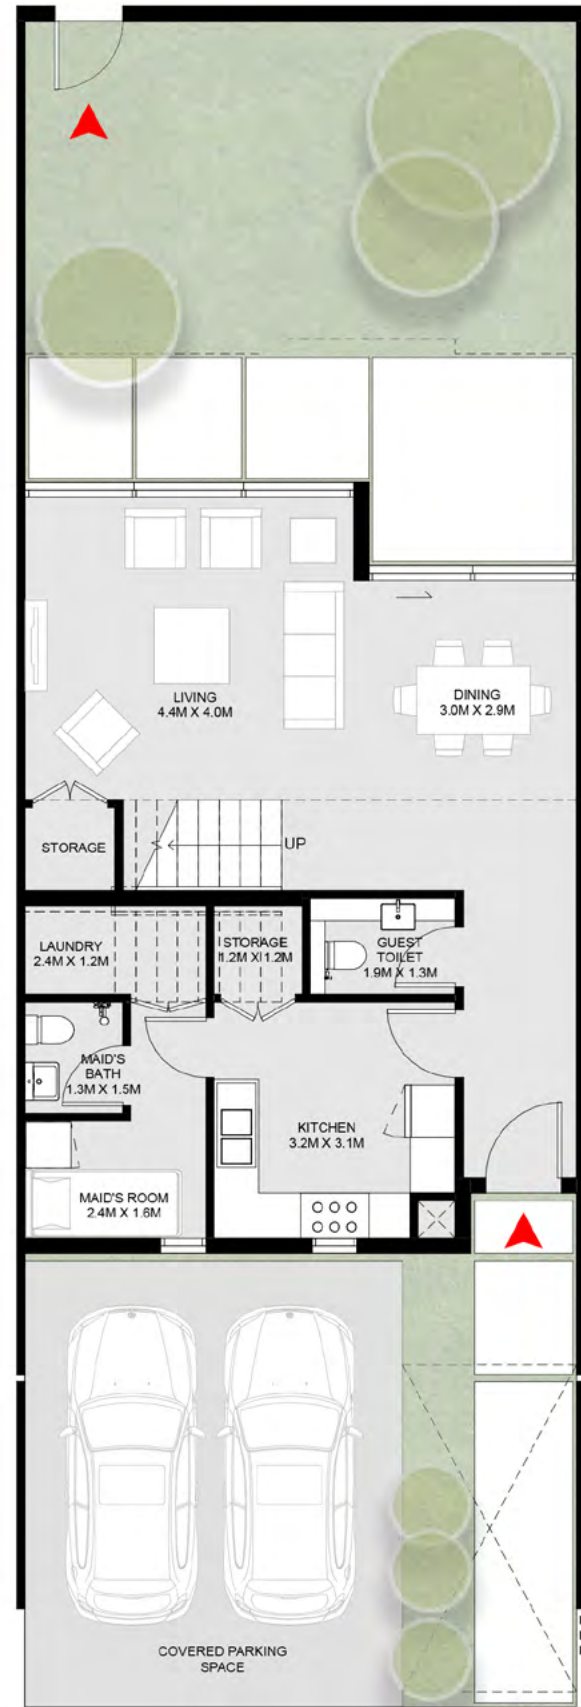 LIVING
4.4M X 4.0M
DINING
3.0M X 2.9M
STORAGE
UP
LAUNDRY
2.4M X 1.2M
STORAGE
1.2M X 1.2M
GUEST
TOILET
1.9M X 1.3M
MAID'S
BATH
1.3M X 1.5M
KITCHEN
3.2M X 3.1M
MAID'S ROOM
2.4M X 1.6M
COVERED PARKING
SPACE